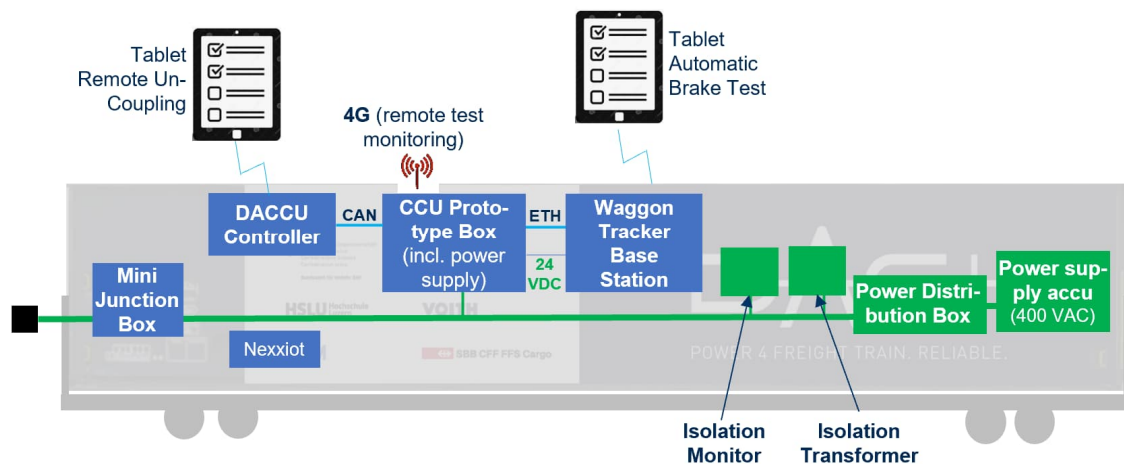 Tablet
Remote Un-
Coupling
Tablet
Automatic
Brake Test
4G (remote test
monitoring)
DACCU
Controller
CAN
CCU Proto-
type Box
(incl. power
supply)
ETH
24
VDC
Waggon
Tracker
Base
Station
Mini
Junction
Box
Nexxiot
HSLU Hochschule
VOITH
SBB CFF FFS Cargo
POWER 4 FREIGHT TRAIN. RELIABLE.
Power Distri-
bution Box
Power sup-
ply accu
(400 VAC)
Isolation
Monitor
Isolation
Transformer